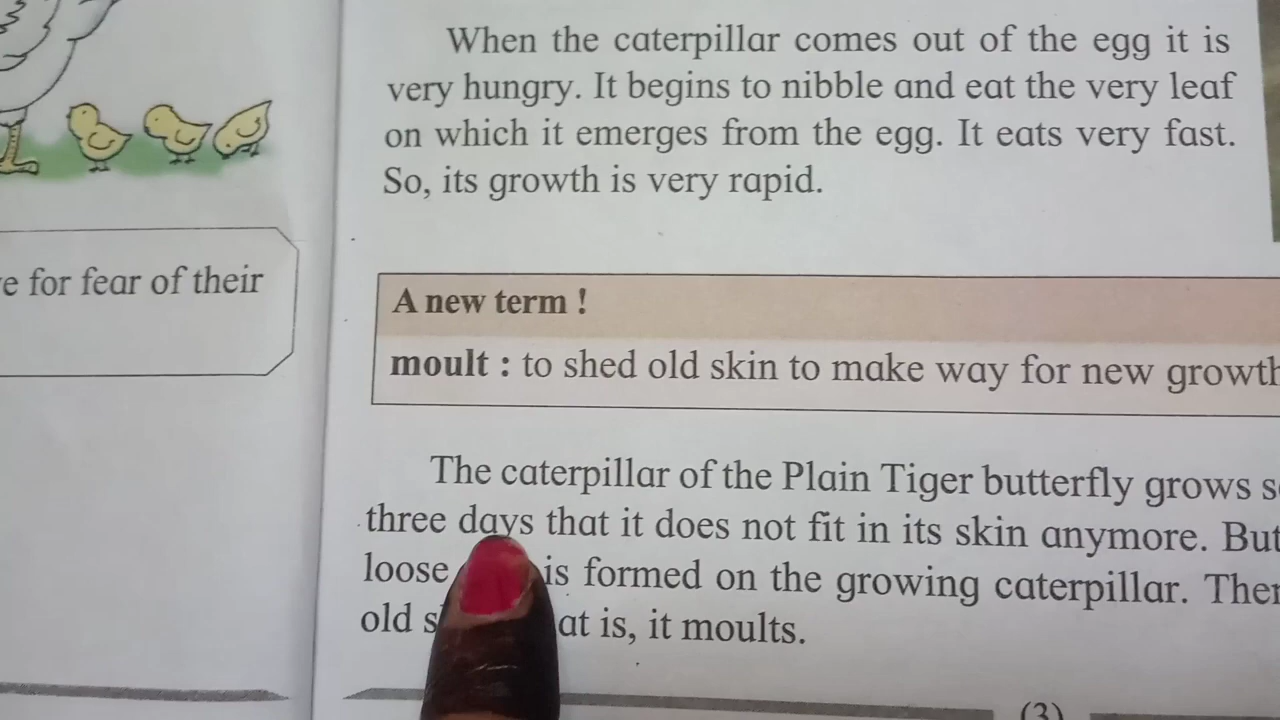 e for fear of their
When the caterpillar comes out of the egg it is
very hungry. It begins to nibble and eat the very leaf
on which it emerges from the egg. It eats very fast.
So, its growth is very rapid.
A new term !
moult : to shed old skin to make way for new growth
The caterpillar of the Plain Tiger butterfly grows s
three days that it does not fit in its skin anymore. But
loose is formed on the growing caterpillar. Then
old at is, it moults.
(3)